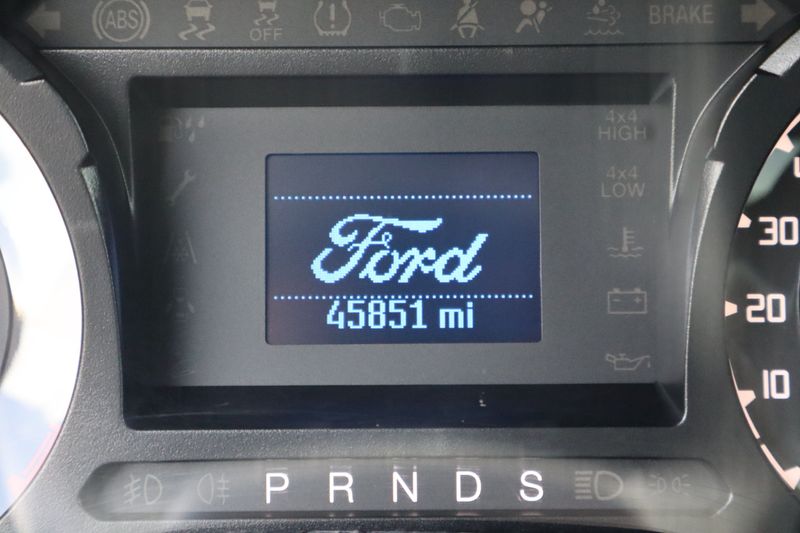 ABS
OFF
BRAKE
4x4
HIGH
4x4
LOW
Ford
45851 mi
30
20
10
P R N D S